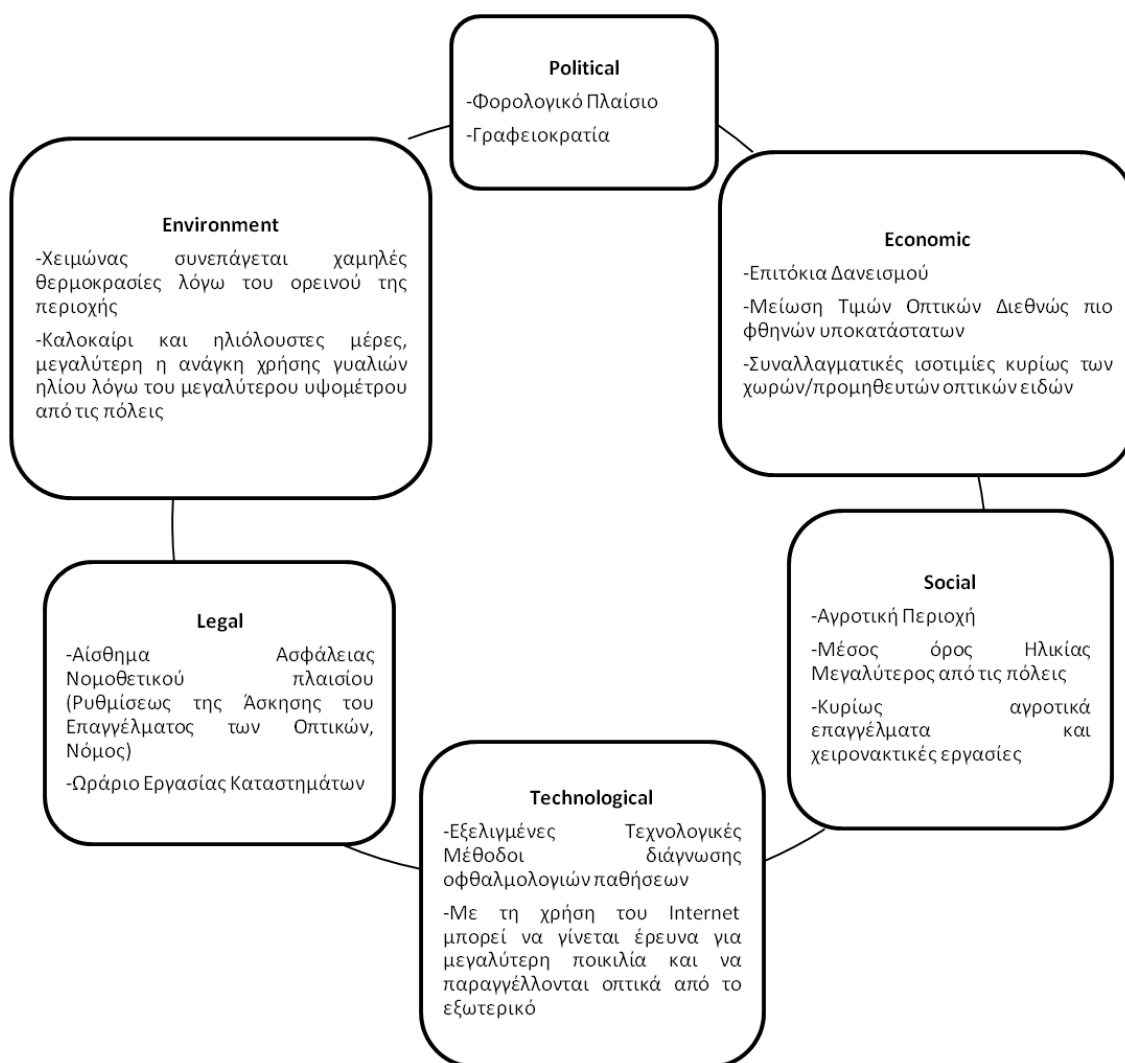 Political
-Φορολογικό Πλαίσιο
-Γραφειοκρατία
Economic
-Επιτόκια Δανεισμού
-Μείωση Τιμών Οπτικών Διεθνώς πιο
φθηνών υποκατάστατων
-Συναλλαγματικές ισοτιμίες κυρίως των
χωρών/προμηθευτών οπτικών ειδών
Social
-Αγροτική Περιοχή
-Μέσος όρος Ηλικίας
Μεγαλύτερος από τις πόλεις
-Κυρίως αγροτικά
επαγγέλματα και
χειρονακτικές εργασίες
Technological
-Εξελιγμένες Τεχνολογικές
Μέθοδοι διάγνωσης
οφθαλμολογιών παθήσεων
-Με τη χρήση του Internet
μπορεί να γίνεται έρευνα για
μεγαλύτερη ποικιλία και να
παραγγέλλονται οπτικά από το
εξωτερικό
Legal
-Αίσθημα Ασφάλειας
Νομοθετικού πλαισίου
(Ρυθμίσεως της Άσκησης του
Επαγγέλματος των Οπτικών,
Νόμος)
-Ωράριο Εργασίας Καταστημάτων
Environment
-Χειμώνας συνεπάγεται χαμηλές
θερμοκρασίες λόγω του ορεινού της
περιοχής
-Καλοκαίρι και ηλιόλουστες μέρες,
μεγαλύτερη η ανάγκη χρήσης γυαλιών
ηλίου λόγω του μεγαλύτερου υψομέτρου
από τις πόλεις